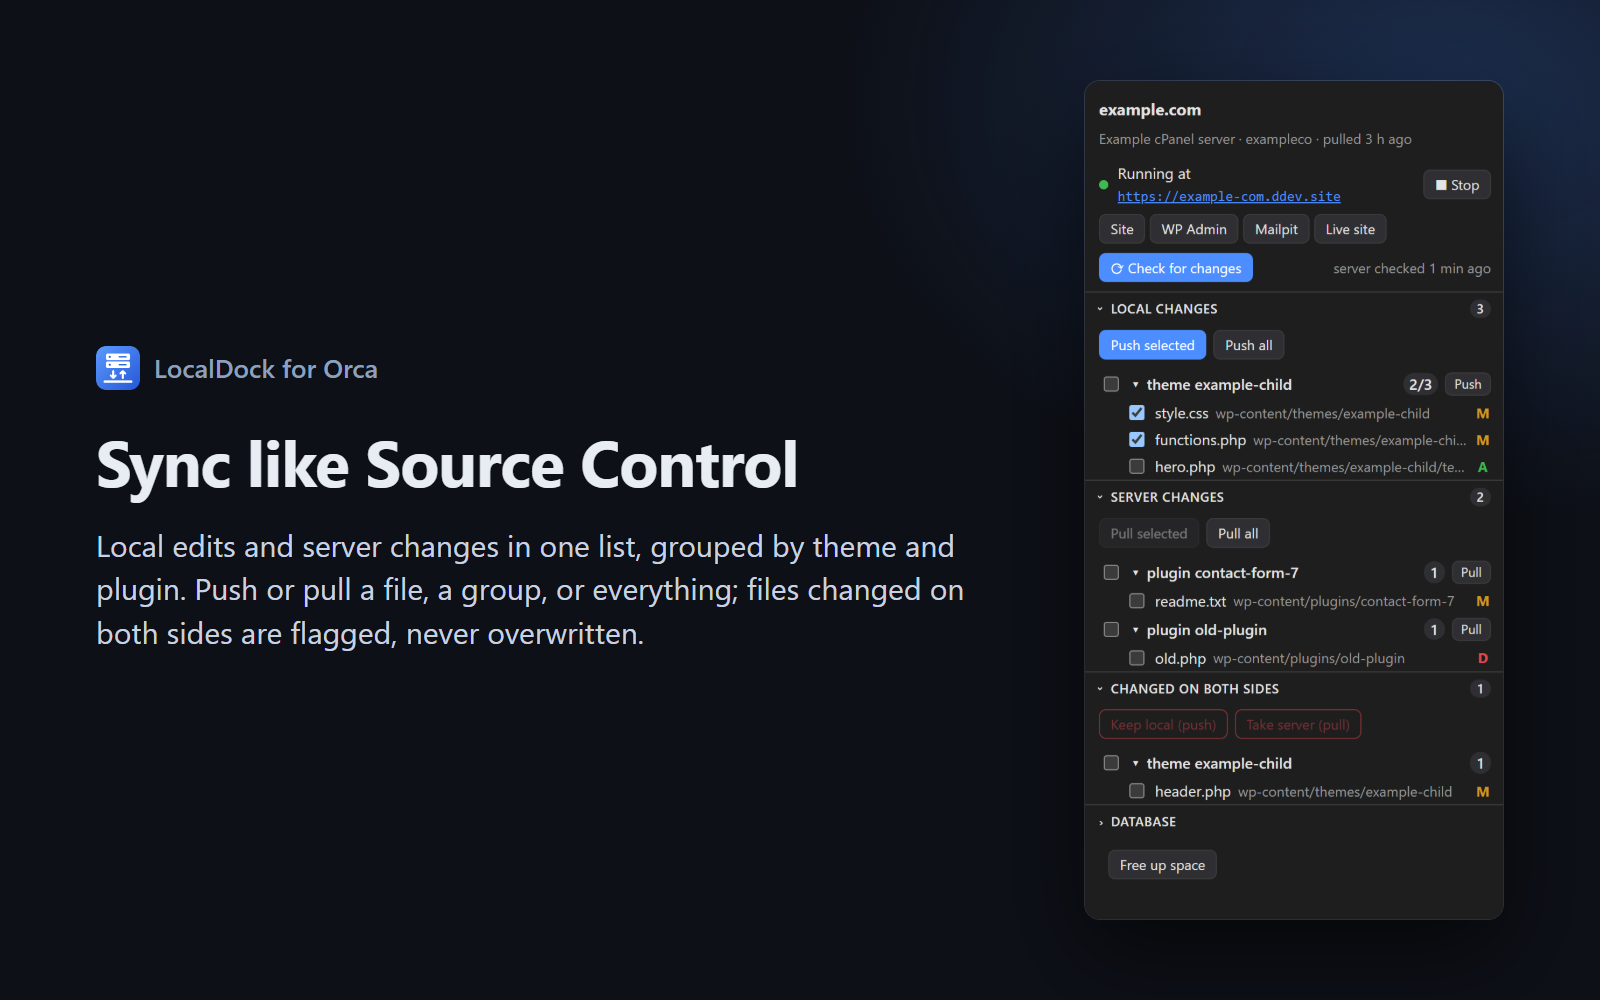 LocalDock for Orca
Sync like Source Control
Local edits and server changes in one list, grouped by theme and
plugin. Push or pull a file, a group, or everything; files changed on
both sides are flagged, never overwritten.
example.com
Example cPanel server · exampleco · pulled 3 h ago
Running at
https://example-com.ddev.site
Stop
Site WP Admin Mailpit Live site
Check for changes server checked 1 min ago
LOCAL CHANGES 3
Push selected Push all
theme example-child 2/3 Push
style.css wp-content/themes/example-child M
functions.php wp-content/themes/example-chi... M
hero.php wp-content/themes/example-child/te... A
SERVER CHANGES 2
Pull selected Pull all
plugin contact-form-7 1 Pull
readme.txt wp-content/plugins/contact-form-7 M
plugin old-plugin 1 Pull
old.php wp-content/plugins/old-plugin D
CHANGED ON BOTH SIDES 1
Keep local (push) Take server (pull)
theme example-child 1
header.php wp-content/themes/example-child M
DATABASE
Free up space